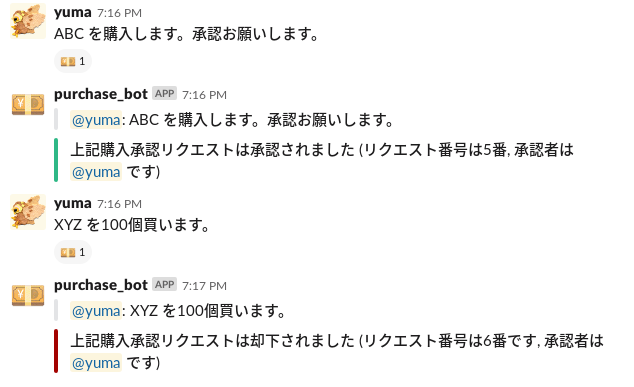 yuma 7:16 PM
ABC を購入します。承認お願いします。
1
purchase_bot APP 7:16 PM
@yuma: ABC を購入します。承認お願いします。
上記購入承認リクエストは承認されました (リクエスト番号は5番, 承認者は
@yuma です)
yuma 7:16 PM
XYZ を100個買います。
1
purchase_bot APP 7:17 PM
@yuma: XYZ を100個買います。
上記購入承認リクエストは却下されました (リクエスト番号は6番です, 承認者は
@yuma です)